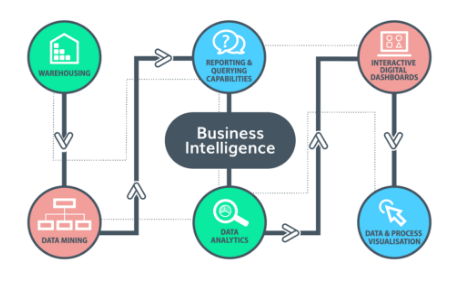 WAREHOUSING
REPORTING &
QUERYING
CAPABILITIES
INTERACTIVE
DIGITAL
DASHBOARDS
Business
Intelligence
DATA MINING
DATA
ANALYTICS
DATA & PROCESS
VISUALISATION